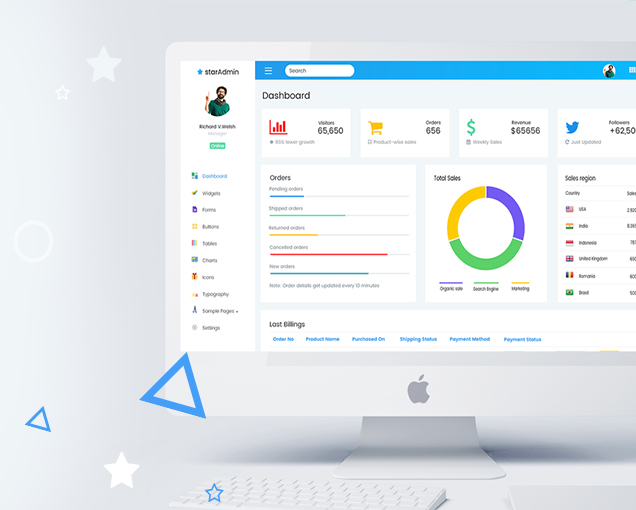 starAdmin
Search
Richard V.Welsh
Manager
Online
Dashboard
Widgets
Forms
Buttons
Tables
Charts
Icons
Typography
Sample Pages
Settings
Dashboard
Visitors
65,650
65% lower growth
Orders
656
Product-wise sales
Revenue
$65656
Weekly Sales
Followers
+62,50
Just Updated
Orders
Pending orders
Shipped orders
Returned orders
Cancelled orders
New orders
Note: Order details get updated every 10 minutes
Total Sales
Organic sale Search Engine Marketing
Sales region
Country Sales
USA
India
Indonesia
United Kingdom
Romania
Brasil
Last Billings
Order No Product Name Purchased On Shipping Status Payment Method Payment Status